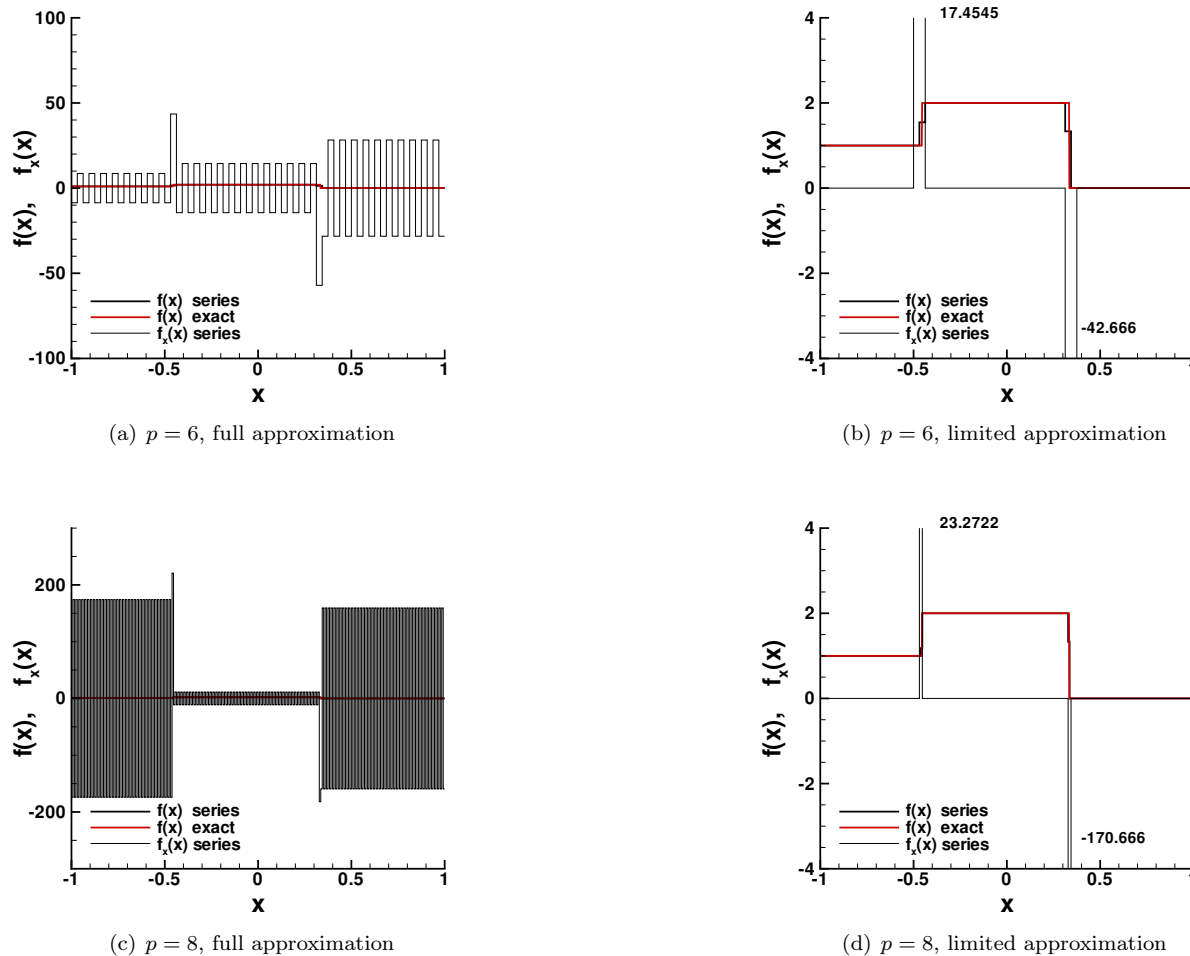 100
50
0
-50
-100
f(x), f_x(x)
f(x) series
f(x) exact
f_x(x) series
-1
-0.5
0
0.5
1
x
(a) p = 6, full approximation
17.4545
4
2
0
-2
-4
f(x), f_x(x)
f(x) series
f(x) exact
f_x(x) series
-42.666
-1
-0.5
0
0.5
1
x
(b) p = 6, limited approximation
200
0
-200
f(x), f_x(x)
f(x) series
f(x) exact
f_x(x) series
-1
-0.5
0
0.5
1
x
(c) p = 8, full approximation
23.2722
4
2
0
-2
-4
f(x), f_x(x)
f(x) series
f(x) exact
f_x(x) series
-170.666
-1
-0.5
0
0.5
1
x
(d) p = 8, limited approximation